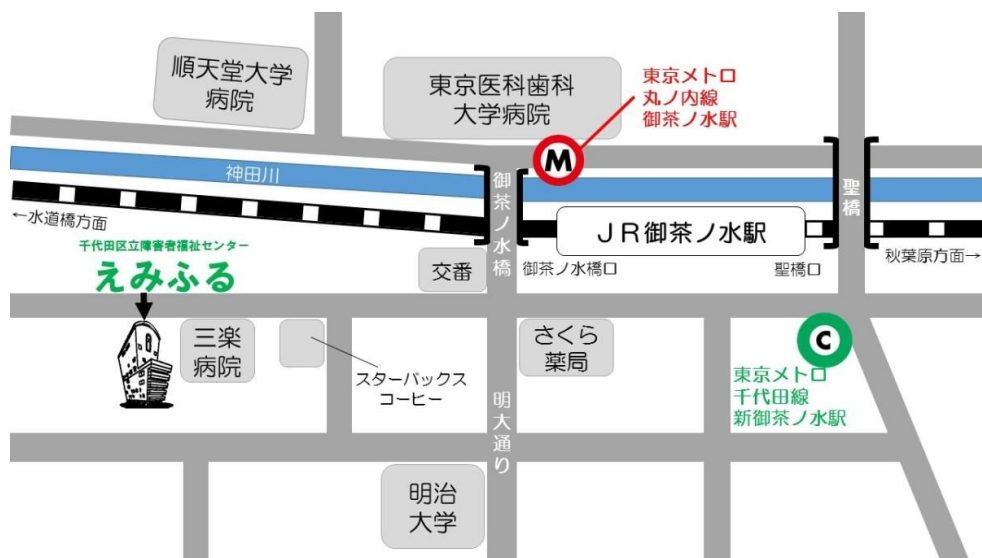 順天堂大学
病院
東京医科歯科
大学病院
東京メトロ
丸ノ内線
御茶ノ水駅
M
神田川
御茶ノ水橋
聖橋
←水道橋方面
JR御茶ノ水駅
千代田区立障害者福祉センター
えみふる
交番
御茶ノ水橋口
聖橋口
秋葉原方面→
三楽
病院
スターバックス
コーヒー
さくら
薬局
C
東京メトロ
千代田線
新御茶ノ水駅
明大通り
明治
大学